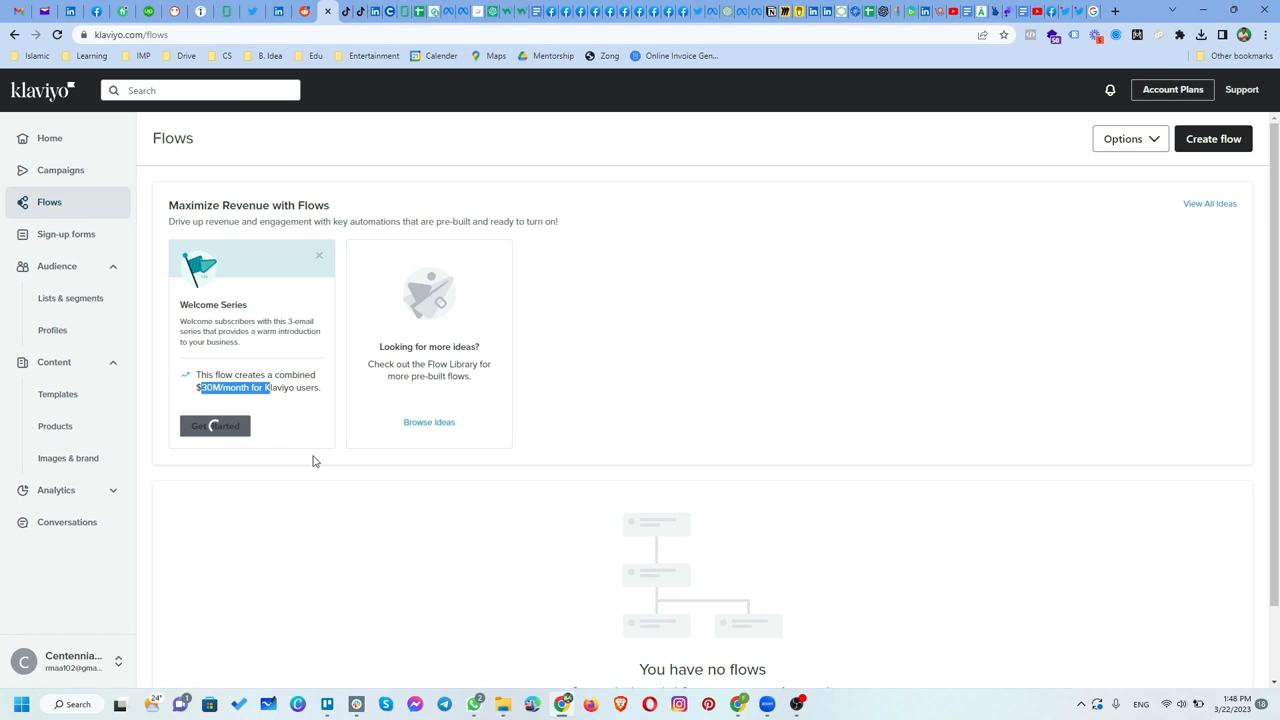 klaviyo.com/flows
Islamic
IMP
Drive
CS
B. Idea
Edu
Entertainment
Calender
Maps
Mentorship
Zong
Online Invoice Gen...
Other bookmarks
klaviyo
Search
Account Plans
Support
Home
Campaigns
Flows
Sign-up forms
Audience
Lists & segments
Profiles
Content
Templates
Products
Images & brand
Analytics
Conversations
C
Centennia...
rmaa102@gma...
Flows
Options
Create flow
Maximize Revenue with Flows
Drive up revenue and engagement with key automations that are pre-built and ready to turn on!
View All Ideas
Welcome Series
Welcome subscribers with this 3-email
series that provides a warm introduction
to your business.
This flow creates a combined
$30M/month for Klaviyo users.
Get Started
Looking for more ideas?
Check out the Flow Library for
more pre-built flows.
Browse Ideas
You have no flows
Search
24°
ENG
1:48 PM
3/22/2023
18